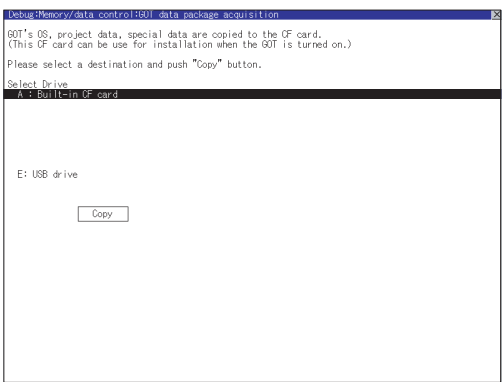 Debug:Memory/data control:GOT data package acquisition X
GOT's OS, project data, special data are copied to the CF card.
(This CF card can be use for installation when the GOT is turned on.)
Please select a destination and push "Copy" button.
Select Drive
A : Built-in CF card
E: USB drive
Copy